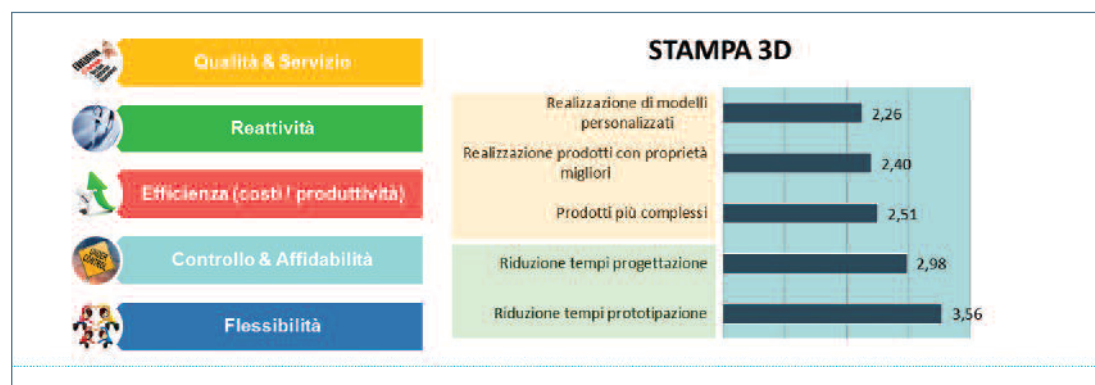 Qualità & Servizio
Reattività
Efficienza (costi / produttività)
Controllo & Affidabilità
Flessibilità
UNDER
CONTROL
STAMPA 3D
Realizzazione di modelli
personalizzati
2,26
Realizzazione prodotti con proprietà
migliori
2,40
Prodotti più complessi
2,51
Riduzione tempi progettazione
2,98
Riduzione tempi prototipazione
3,56